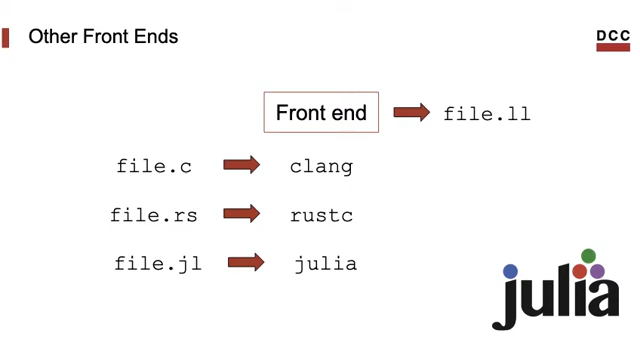 Other Front Ends
DCC
Front end
file.ll
file.c
clang
file.rs
rustc
file.jl
julia
julia